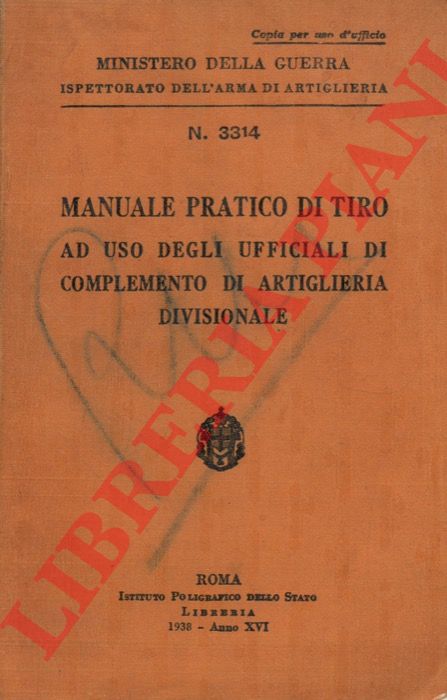 Copia per uso d'ufficio
MINISTERO DELLA GUERRA
ISPETTORATO DELL'ARMA DI ARTIGLIERIA
N. 3314
MANUALE PRATICO DI TIRO
AD USO DEGLI UFFICIALI DI
COMPLEMENTO DI ARTIGLIERIA
DIVISIONALE
ROMA
ISTITUTO POLIGRAFICO DELLO STATO
LIBRERIA
1938 - Anno XVI
LIBRERIA PIANI